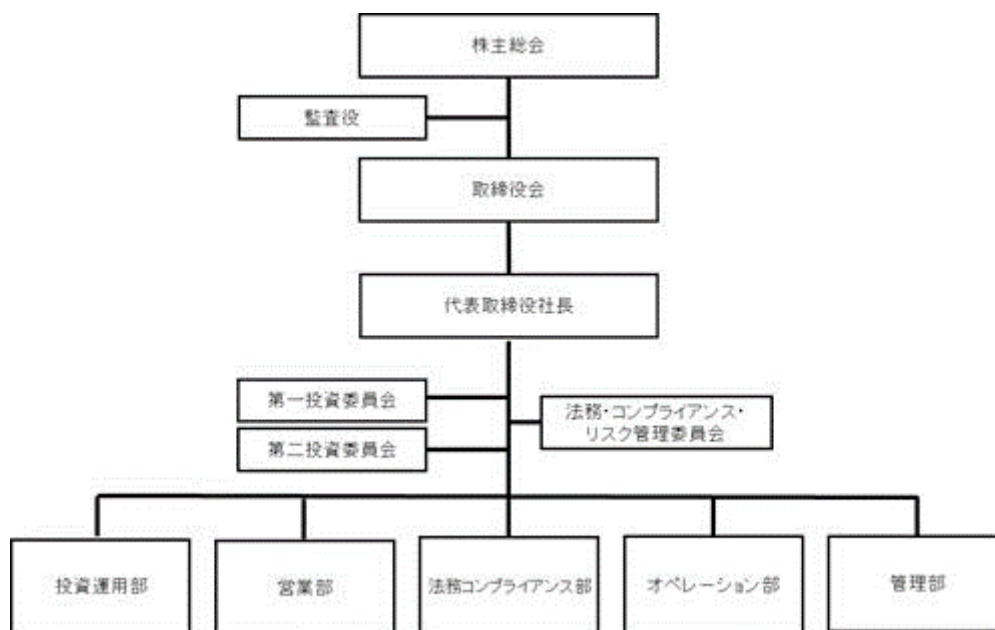 株主総会
監査役
取締役会
代表取締役社長
第一投資委員会
法務・コンプライアンス・
リスク管理委員会
第二投資委員会
投資運用部
営業部
法務コンプライアンス部
オペレーション部
管理部